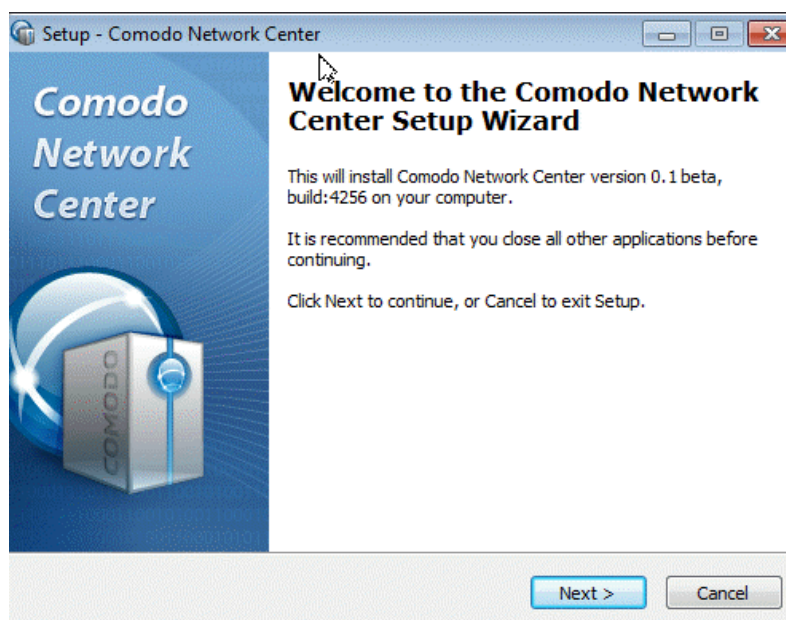 Setup - Comodo Network Center
Comodo
Network
Center
Welcome to the Comodo Network
Center Setup Wizard
This will install Comodo Network Center version 0.1 beta,
build:4256 on your computer.
It is recommended that you close all other applications before
continuing.
Click Next to continue, or Cancel to exit Setup.
COMODO
Next >
Cancel